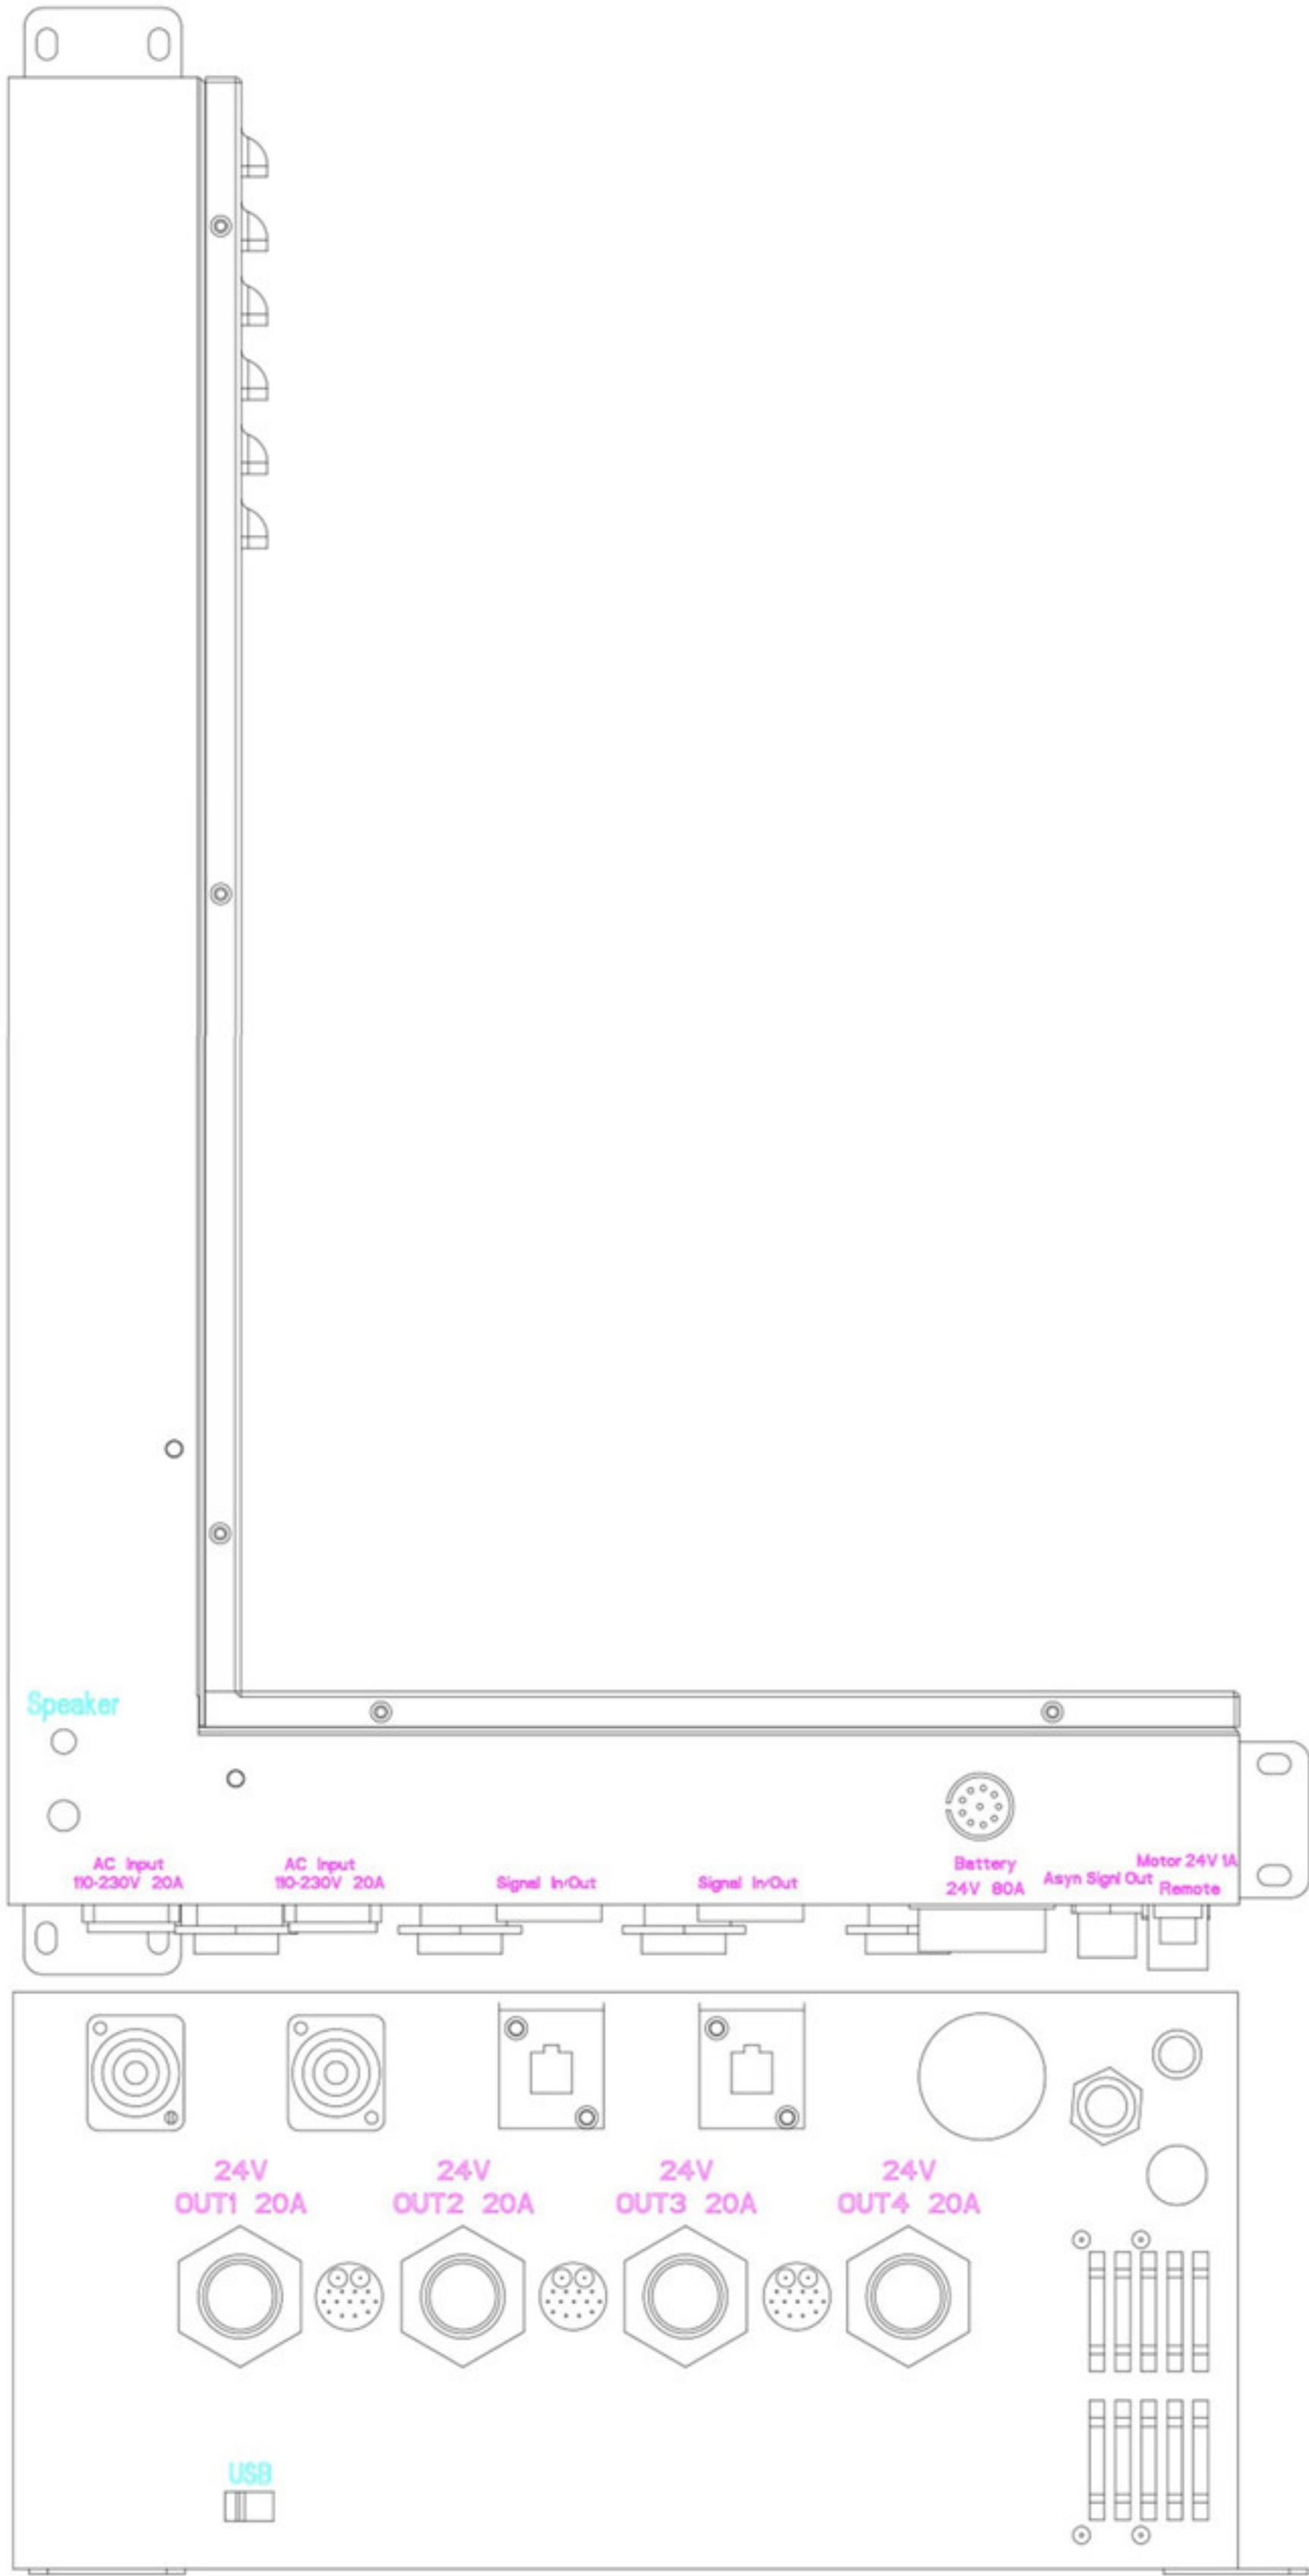 Speaker
AC Input
110-230V 20A
AC Input
110-230V 20A
Signal In/Out
Signal In/Out
Battery
24V 80A
Asyn Signl Out
Motor 24V 1A
Remote
24V
OUT1 20A
24V
OUT2 20A
24V
OUT3 20A
24V
OUT4 20A
USB